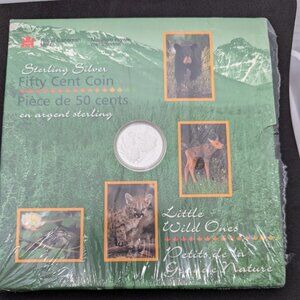 Sterling Silver
Fifty Cent Coin
Pièce de 50 cents
en argent sterling
Little
Wild Ones
Petits de la
Grande Nature